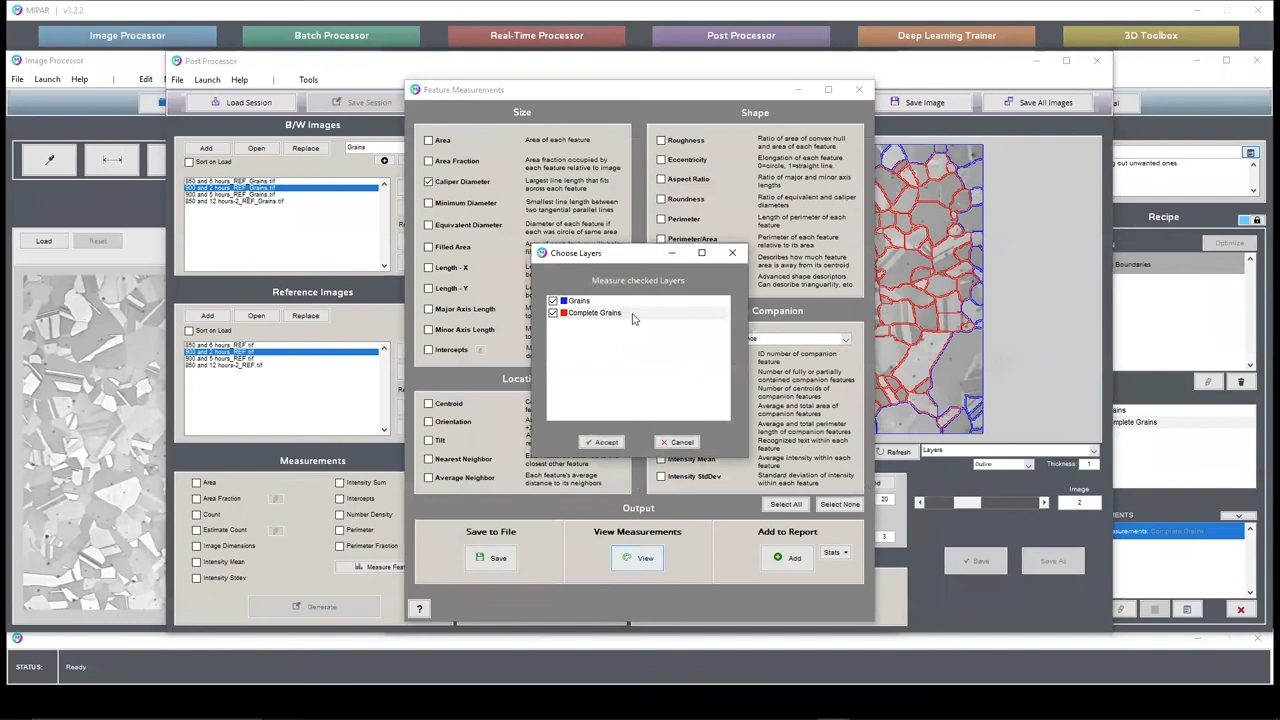 MIPAR | v3.2.2
Image Processor
Batch Processor
Real-Time Processor
Post Processor
Deep Learning Trainer
3D Toolbox
Image Processor
File Launch Help Edit
Load Reset
Post Processor
File Launch Help Tools
Load Session
Save Session
Save Image
Save All Images
B/W Images
Add Open Replace
Grains
Sort on Load
850 and 6 hours_REF_Grains.tif
900 and 2 hours_REF_Grains.tif
900 and 5 hours_REF_Grains.tif
850 and 12 hours-2_REF_Grains.tif
Reference Images
Add Open Replace
Sort on Load
850 and 6 hours_REF.tif
900 and 2 hours_REF.tif
900 and 5 hours_REF.tif
850 and 12 hours-2_REF.tif
Measurements
Area
Intensity Sum
Area Fraction
Intercepts
Count
Number Density
Estimate Count
Perimeter
Image Dimensions
Perimeter Fraction
Intensity Mean
Measure Feat
Intensity Stdev
Generate
Feature Measurements
Size
Area
Area of each feature
Area Fraction
Area fraction occupied by
each feature relative to image
Caliper Diameter
Largest line length that fits
across each feature
Minimum Diameter
Smallest line length between
two tangential parallel lines
Equivalent Diameter
Diameter of each feature if
each was circle of same area
Filled Area
Length - X
Length - Y
Major Axis Length
Minor Axis Length
Intercepts
Locatio
Centroid
Orientation
Tilt
Nearest Neighbor
closest other feature
Average Neighbor
Each feature's average
distance to its neighbors
Shape
Roughness
Ratio of area of convex hull
and area of each feature
Eccentricity
Elongation of each feature
0=circle, 1=straight line.
Aspect Ratio
Ratio of major and minor axis
lengths
Roundness
Ratio of equivalent and caliper
diameters
Perimeter
Length of perimeter of each
feature
Perimeter/Area
Perimeter of each feature
relative to its area
Describes how much feature
area is away from its centroid
Advanced shape descriptors.
Can describe triangularity, etc.
Companion
ID number of companion
feature
Number of fully or partially
contained companion features
Number of centroids of
companion features
Average and total area of
companion features
Average and total perimeter
length of companion features
Recognized text within each
feature
Intensity Mean
Average intensity within each
feature
Intensity StdDev
Standard deviation of intensity
within each feature
Select All Select None
Output
Save to File
Save
View Measurements
View
Add to Report
Add
Stats
?
Choose Layers
Measure checked Layers
Grains
Complete Grains
Accept Cancel
Refresh
Layers
Outline
Thickness: 1
20
3
Image
2
Save Save As
out unwanted ones.
Recipe
Optimize
Boundaries
Complete Grains
STATUS: Ready